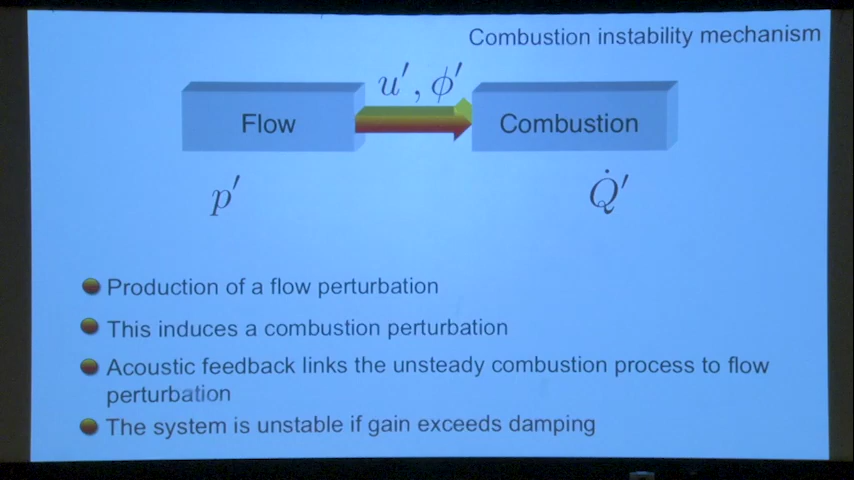 Combustion instability mechanism
u′, ϕ′
Flow
Combustion
p′
Q̇′
Production of a flow perturbation
This induces a combustion perturbation
Acoustic feedback links the unsteady combustion process to flow
perturbation
The system is unstable if gain exceeds damping